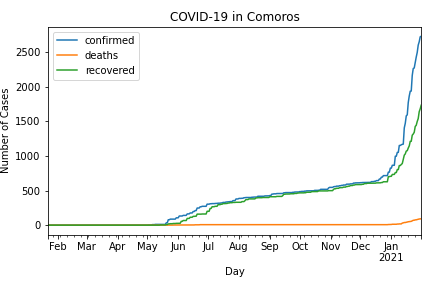 COVID-19 in Comoros
confirmed
deaths
recovered
Number of Cases
2500
2000
1500
1000
500
0
Feb Mar Apr May Jun Jul Aug Sep Oct Nov Dec Jan
2021
Day